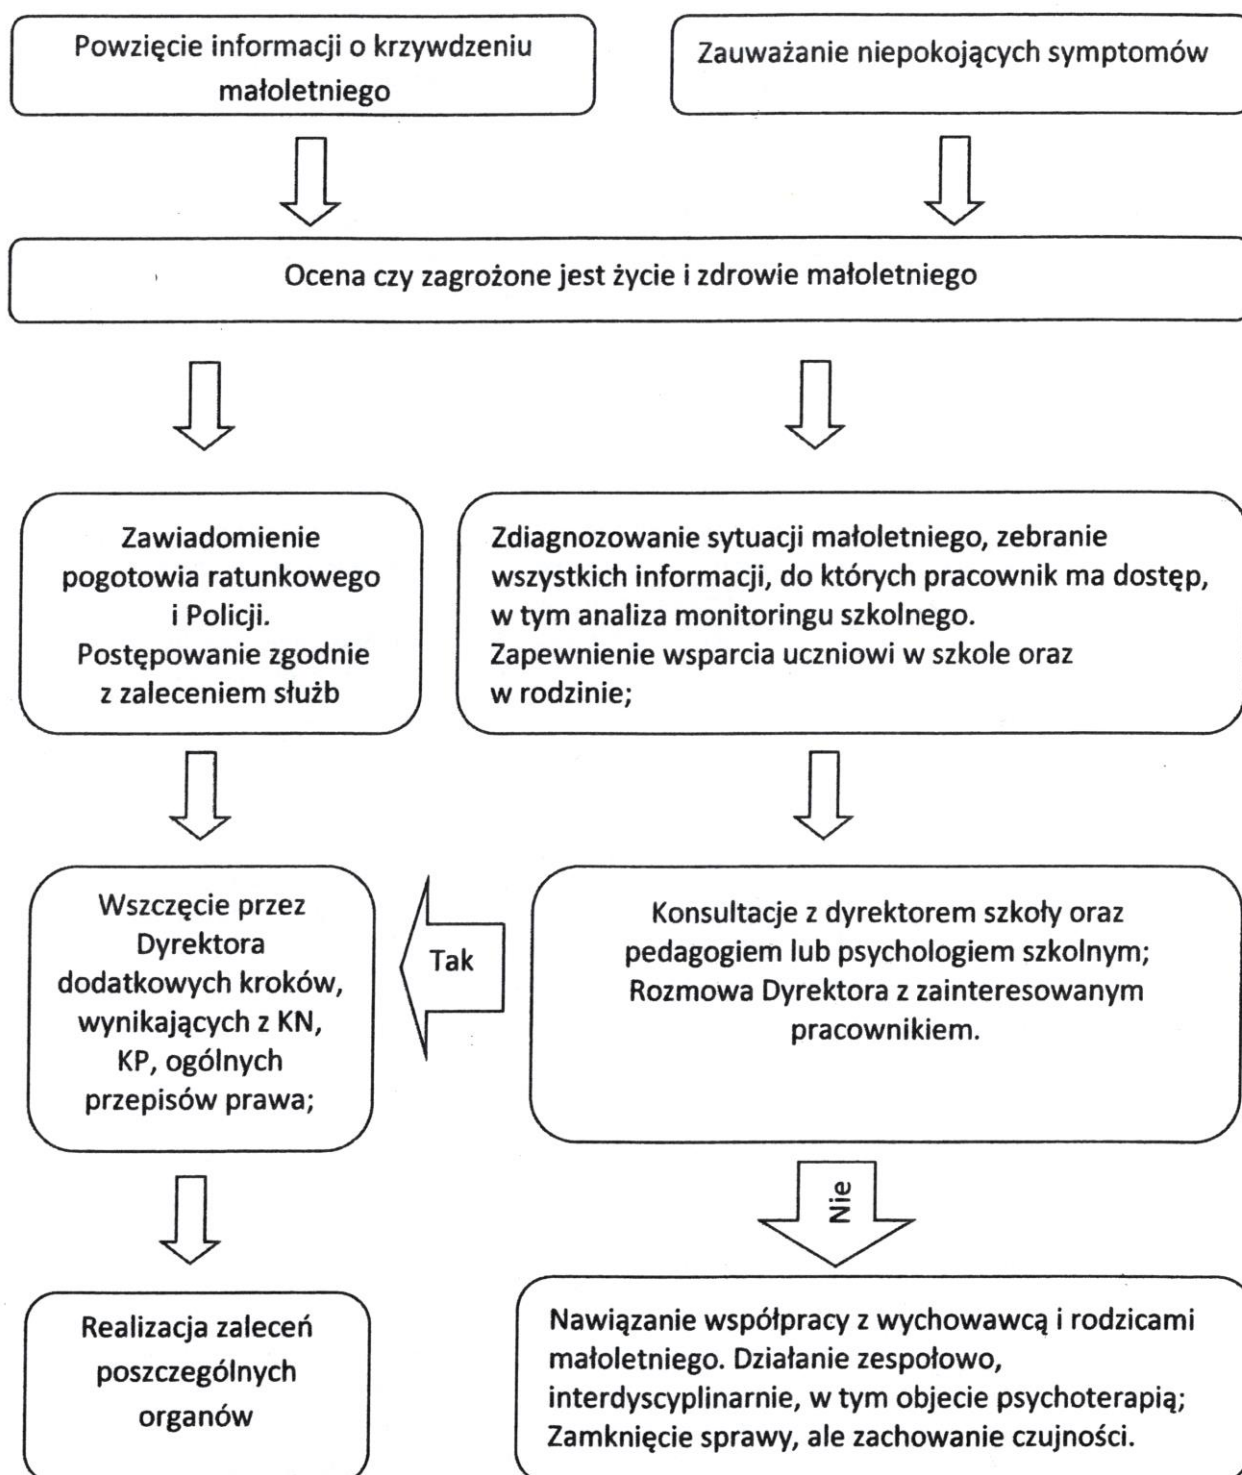 Powzięcie informacji o krzywdzeniu
małoletniego
Zauważanie niepokojących symptomów
Ocena czy zagrożone jest życie i zdrowie małoletniego
Zawiadomienie
pogotowia ratunkowego
i Policji.
Postępowanie zgodnie
z zaleceniem służb
Zdiagnozowanie sytuacji małoletniego, zebranie
wszystkich informacji, do których pracownik ma dostęp,
w tym analiza monitoringu szkolnego.
Zapewnienie wsparcia uczniowi w szkole oraz
w rodzinie;
Wszczęcie przez
Dyrektora
dodatkowych kroków,
wynikających z KN,
KP, ogólnych
przepisów prawa;
Tak
Konsultacje z dyrektorem szkoły oraz
pedagogiem lub psychologiem szkolnym;
Rozmowa Dyrektora z zainteresowanym
pracownikiem.
Nie
Realizacja zaleceń
poszczególnych
organów
Nawiązanie współpracy z wychowawcą i rodzicami
małoletniego. Działanie zespołowo,
interdyscyplinarnie, w tym objecie psychoterapią;
Zamknięcie sprawy, ale zachowanie czujności.